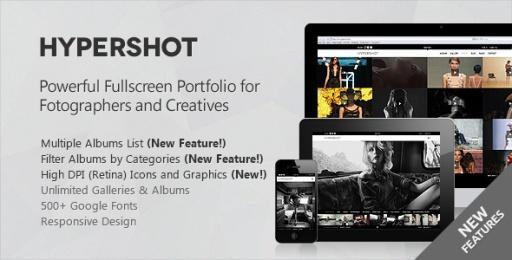 HYPERSHOT
Powerful Fullscreen Portfolio for
Fotographers and Creatives
Multiple Albums List (New Feature!)
Filter Albums by Categories (New Feature!)
High DPI (Retina) Icons and Graphics (New!)
Unlimited Galleries & Albums
500+ Google Fonts
Responsive Design
HYPERSHOT
NEW
FEATURES